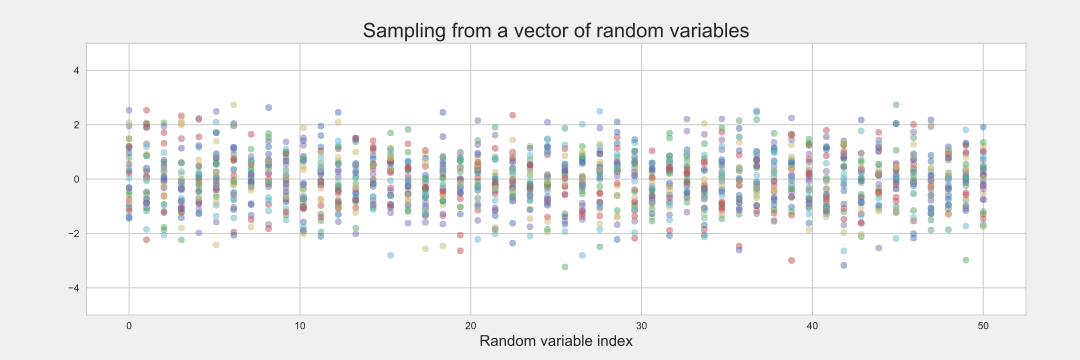 Sampling from a vector of random variables
4
2
0
−2
−4
0 10 20 30 40 50
Random variable index